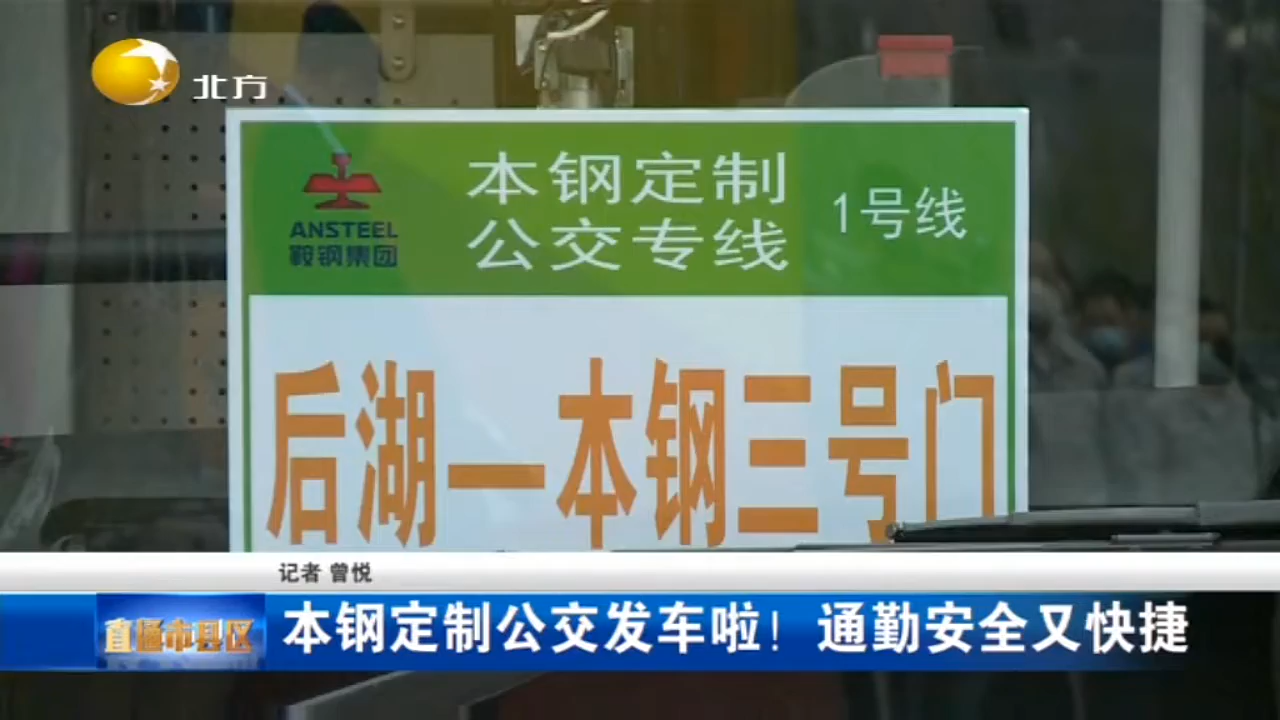 北方
ANSTEEL
鞍钢集团
本钢定制
公交专线
1号线
后湖—本钢三号门
记者 曾悦
直播市县区
本钢定制公交发车啦！ 通勤安全又快捷